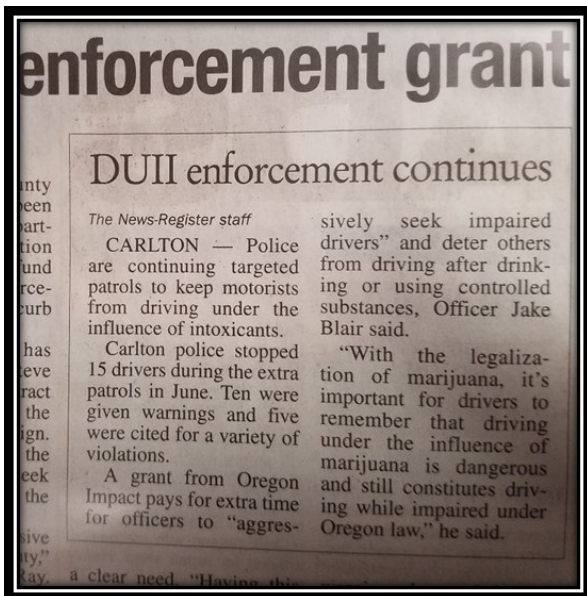 enforcement grant
DUII enforcement continues
The News-Register staff
CARLTON — Police
are continuing targeted
patrols to keep motorists
from driving under the
influence of intoxicants.
Carlton police stopped
15 drivers during the extra
patrols in June. Ten were
given warnings and five
were cited for a variety of
violations.
A grant from Oregon
Impact pays for extra time
for officers to “aggres-
sively seek impaired
drivers” and deter others
from driving after drink-
ing or using controlled
substances, Officer Jake
Blair said.
“With the legaliza-
tion of marijuana, it’s
important for drivers to
remember that driving
under the influence of
marijuana is dangerous
and still constitutes driv-
ing while impaired under
Oregon law,” he said.
has
the
the
the
a clear need. “Having this